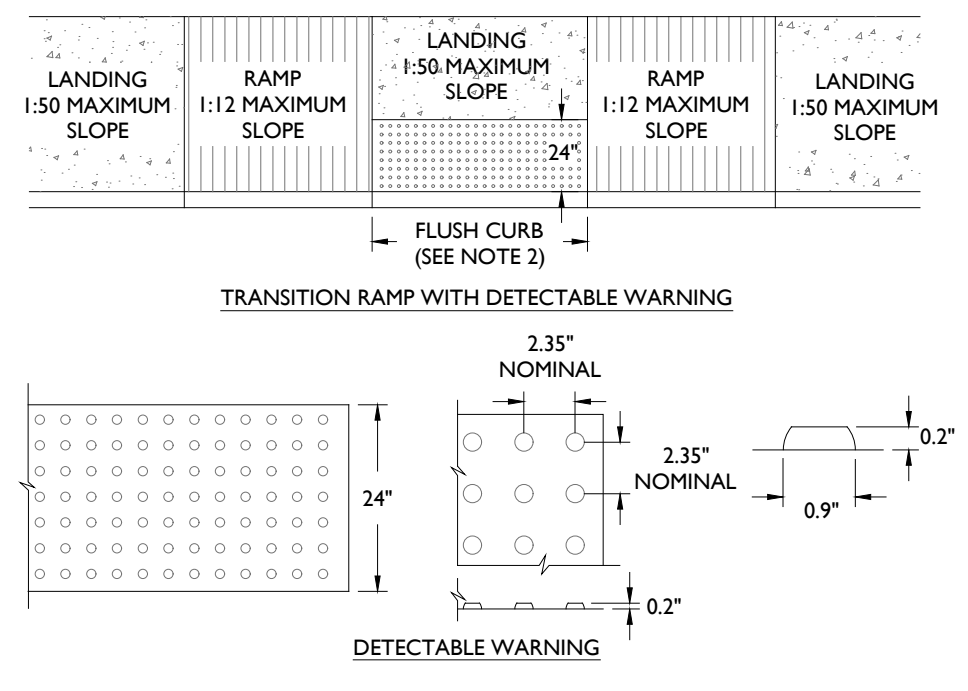 LANDING
1:50 MAXIMUM
SLOPE
RAMP
1:12 MAXIMUM
SLOPE
LANDING
1:50 MAXIMUM
SLOPE
24"
RAMP
1:12 MAXIMUM
SLOPE
LANDING
1:50 MAXIMUM
SLOPE
FLUSH CURB
(SEE NOTE 2)
TRANSITION RAMP WITH DETECTABLE WARNING
24"
2.35"
NOMINAL
2.35"
NOMINAL
0.2"
0.9"
0.2"
DETECTABLE WARNING